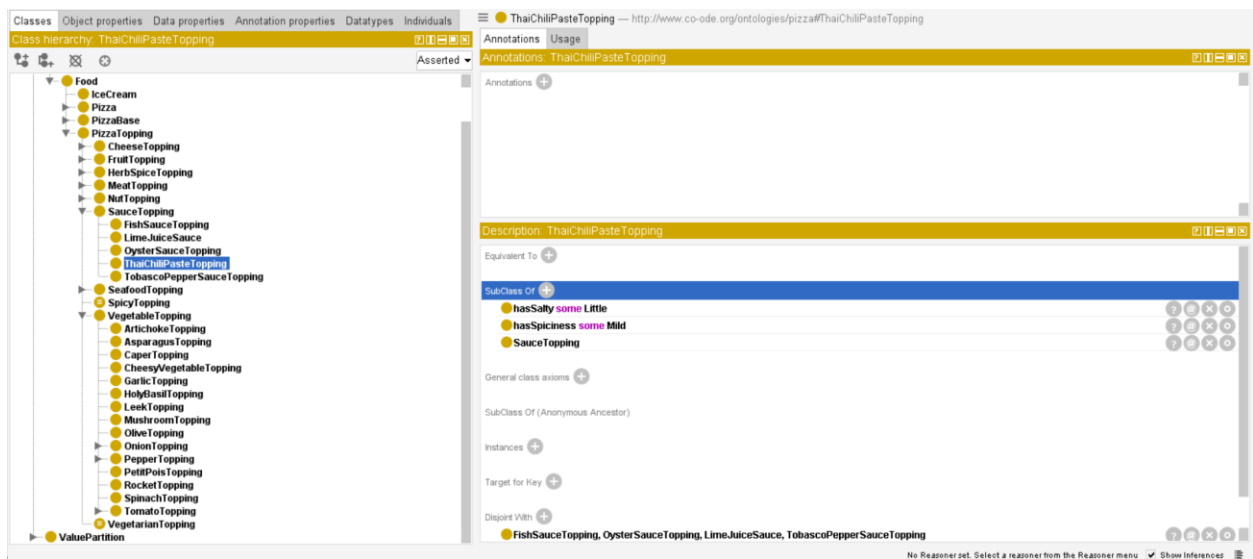 Classes Object properties Data properties Annotation properties Datatypes Individuals
Class hierarchy: ThaiChiliPasteTopping
Asserted
Food
IceCream
Pizza
PizzaBase
PizzaTopping
CheeseTopping
FruitTopping
HerbSpiceTopping
MeatTopping
NutTopping
SauceTopping
FishSauceTopping
LimeJuiceSauce
OysterSauceTopping
ThaiChiliPasteTopping
TobascoPepperSauceTopping
SeafoodTopping
SpicyTopping
VegetableTopping
ArtichokeTopping
AsparagusTopping
CaperTopping
CheesyVegetableTopping
GarlicTopping
HolyBasilTopping
LeekTopping
MushroomTopping
OliveTopping
OnionTopping
PepperTopping
PetitPoisTopping
RocketTopping
SpinachTopping
TomatoTopping
VegetarianTopping
ValuePartition
ThaiChiliPasteTopping — http://www.co-ode.org/ontologies/pizza#ThaiChiliPasteTopping
Annotations Usage
Annotations: ThaiChiliPasteTopping
Annotations
Description: ThaiChiliPasteTopping
Equivalent To
SubClass Of
hasSalty some Little
hasSpiciness some Mild
SauceTopping
General class axioms
SubClass Of (Anonymous Ancestor)
Instances
Target for Key
Disjoint With
FishSauceTopping, OysterSauceTopping, LimeJuiceSauce, TobascoPepperSauceTopping
No Reasoner set. Select a reasoner from the Reasoner menu Show Inferences